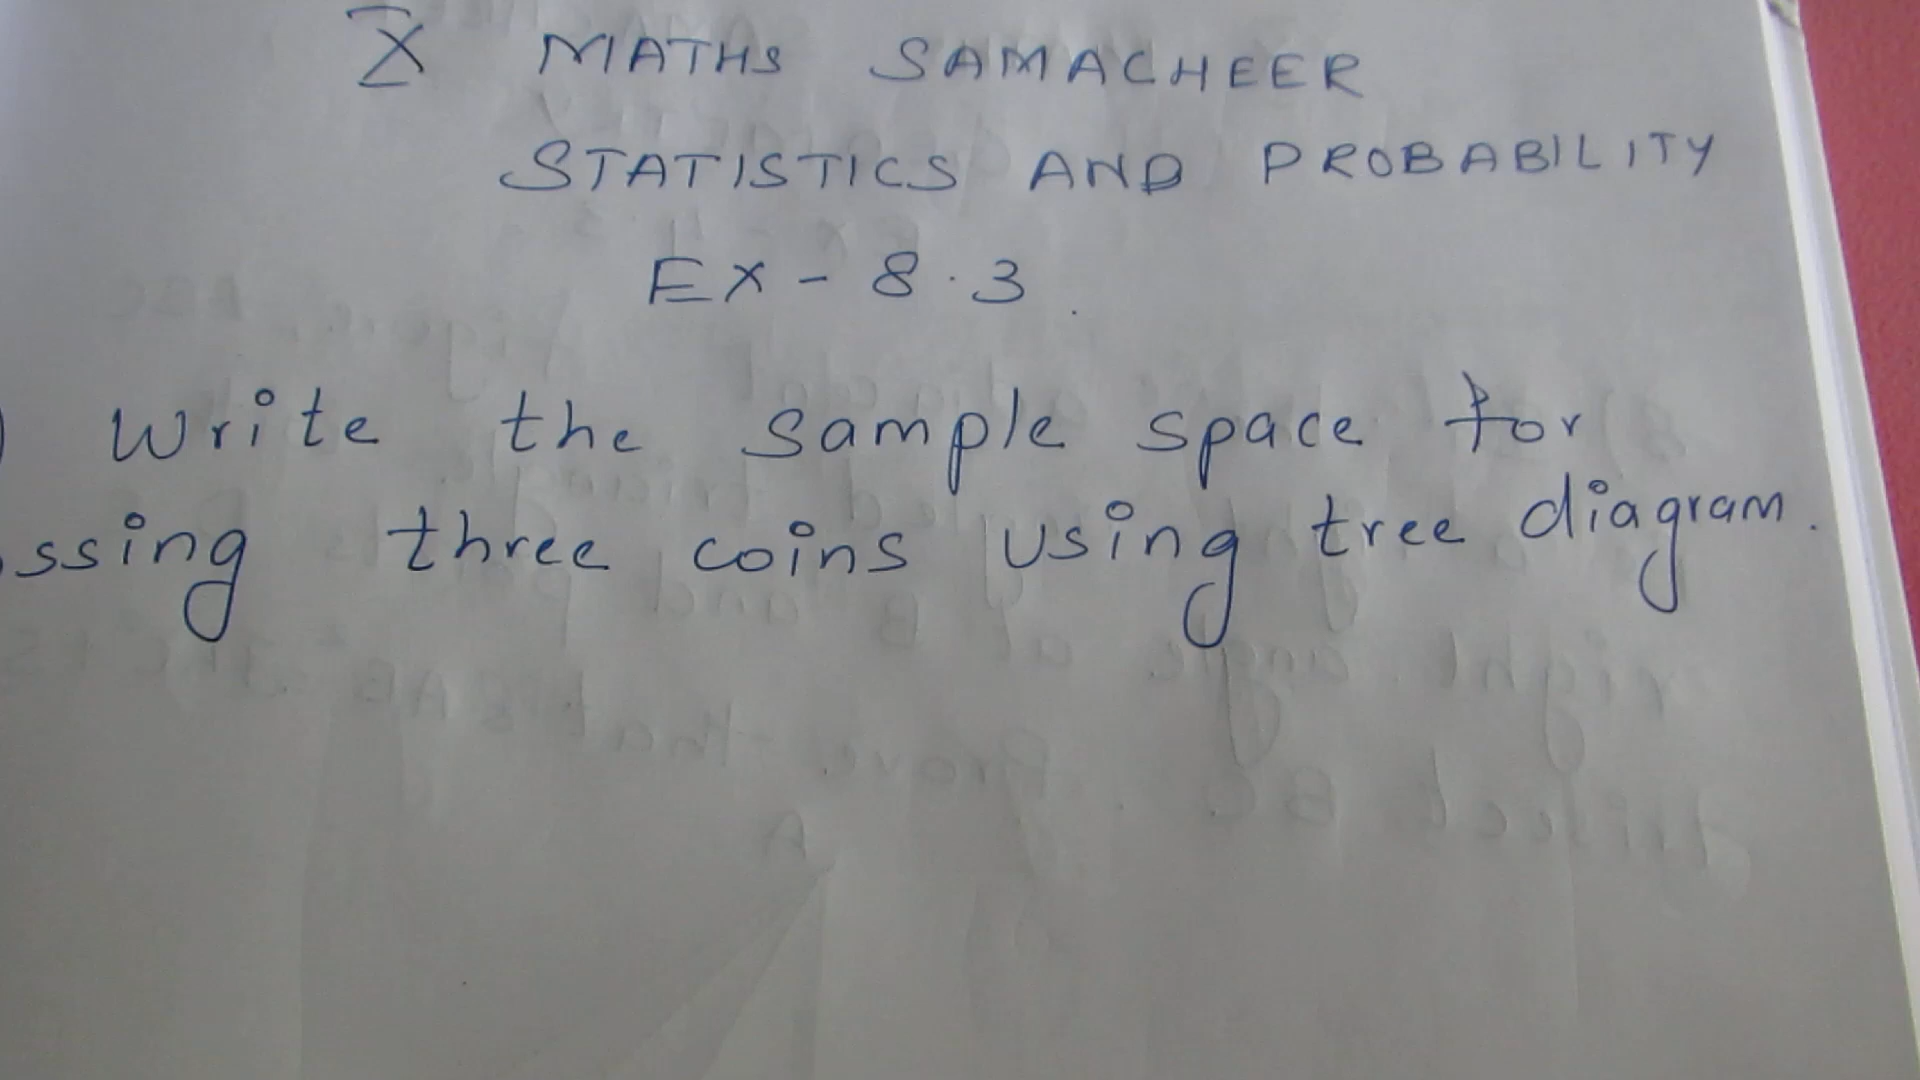 X MATHS SAMACHEER
STATISTICS AND PROBABILITY
EX - 8.3.
) Write the sample space for
ssing three coins using tree diagram.